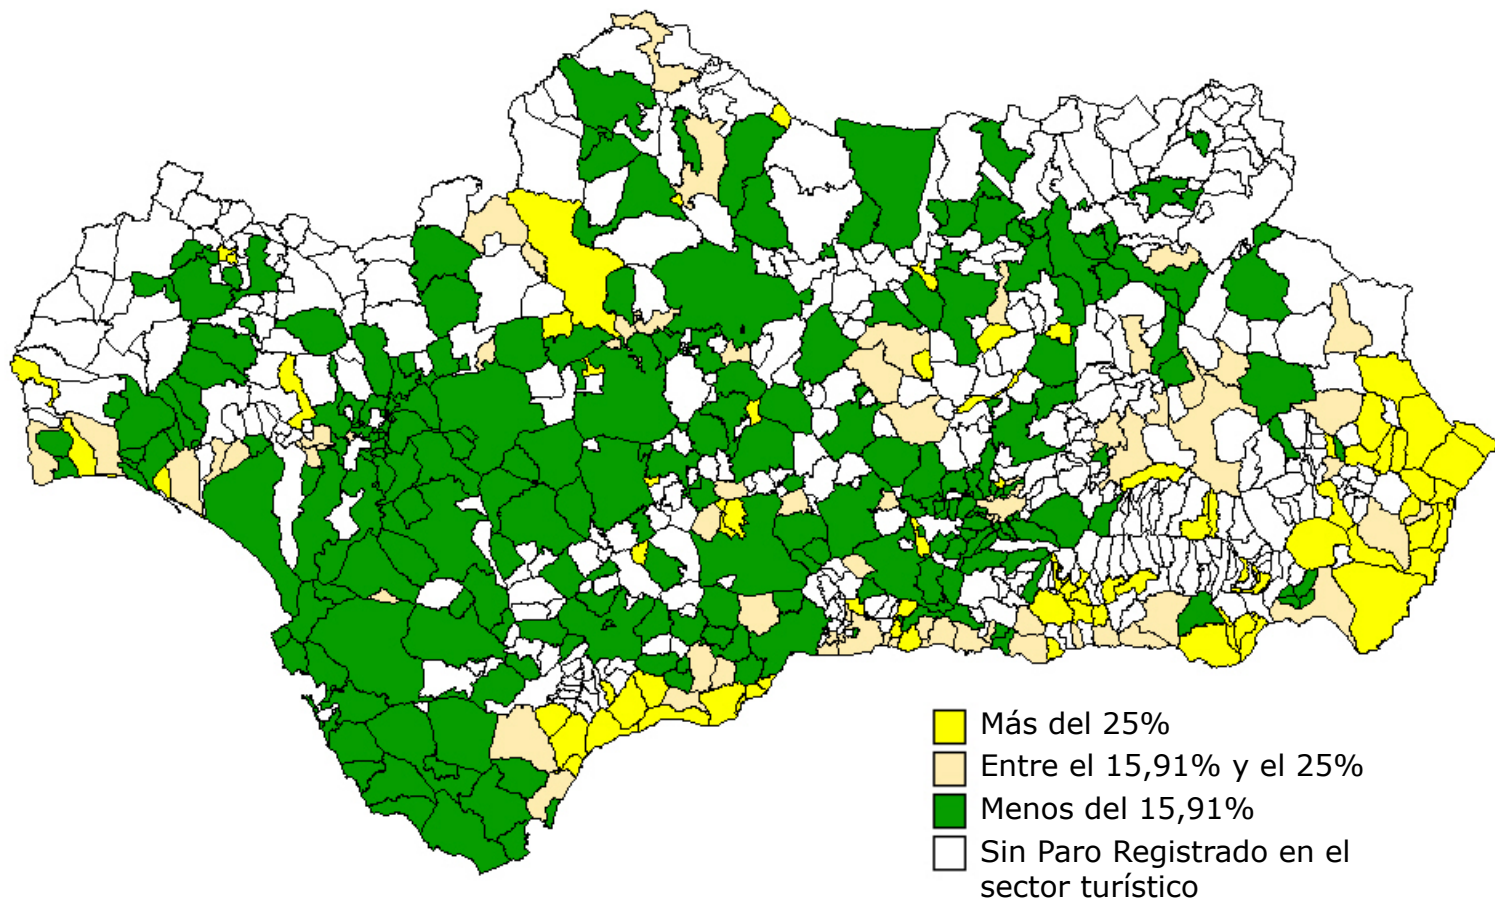 Más del 25%
Entre el 15,91% y el 25%
Menos del 15,91%
Sin Paro Registrado en el
sector turístico